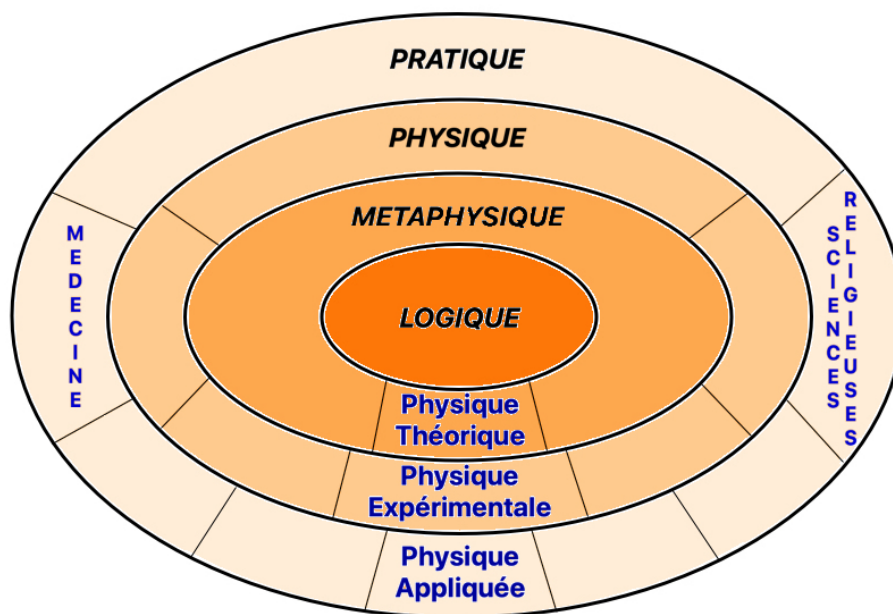 PRATIQUE
PHYSIQUE
METAPHYSIQUE
LOGIQUE
MEDECINE
SCIENCES
RELIGIEUSES
Physique
Théorique
Physique
Expérimentale
Physique
Appliquée